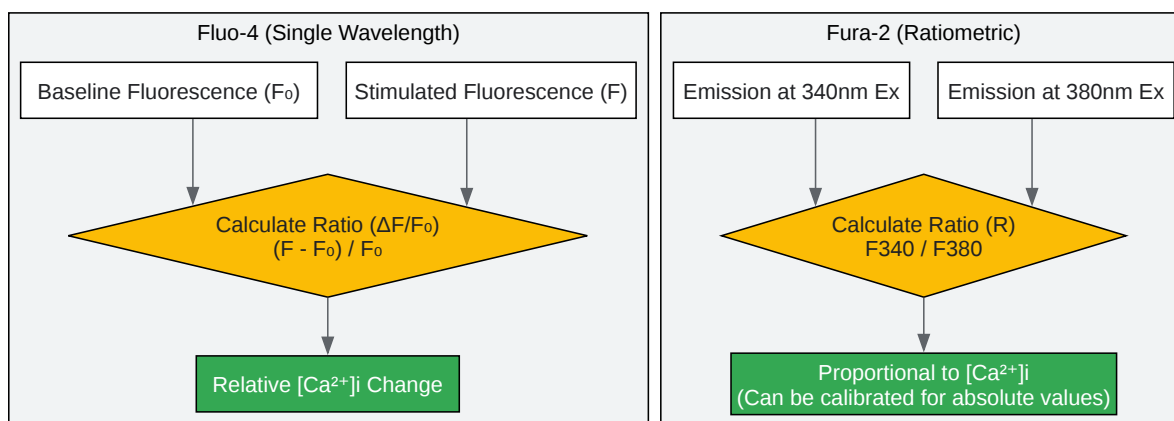 Fluo-4 (Single Wavelength)
Baseline Fluorescence (F₀)
Stimulated Fluorescence (F)
Calculate Ratio (ΔF/F₀)
(F - F₀) / F₀
Relative [Ca²⁺]i Change
Fura-2 (Ratiometric)
Emission at 340nm Ex
Emission at 380nm Ex
Calculate Ratio (R)
F340 / F380
Proportional to [Ca²⁺]i
(Can be calibrated for absolute values)